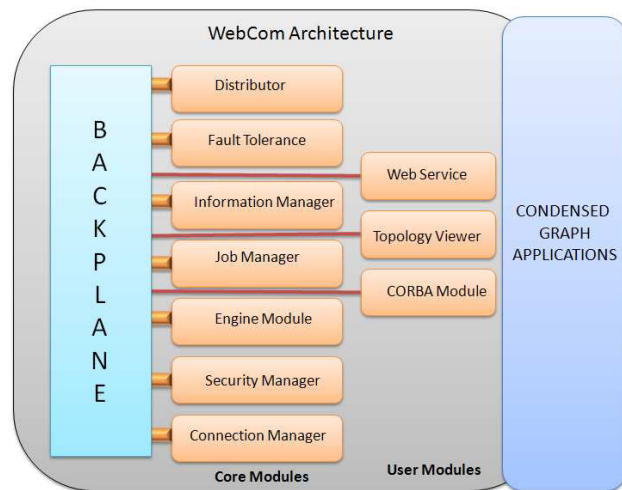 WebCom Architecture
BACKPLANE
Distributor
Fault Tolerance
Information Manager
Job Manager
Engine Module
Security Manager
Connection Manager
Core Modules
Web Service
Topology Viewer
CORBA Module
User Modules
CONDENSED
GRAPH
APPLICATIONS